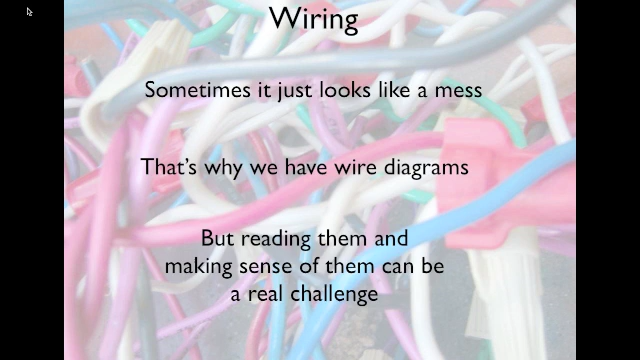 Wiring
Sometimes it just looks like a mess
That's why we have wire diagrams
But reading them and
making sense of them can be
a real challenge